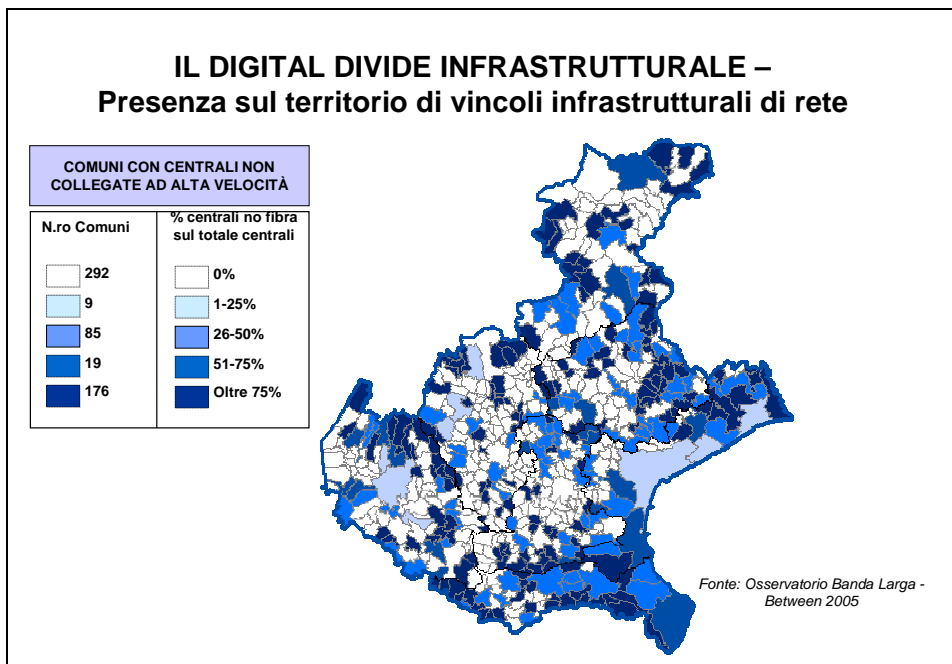 IL DIGITAL DIVIDE INFRASTRUTTURALE –
Presenza sul territorio di vincoli infrastrutturali di rete
COMUNI CON CENTRALI NON
COLLEGATE AD ALTA VELOCITÀ
N.ro Comuni
% centrali no fibra
sul totale centrali
292
0%
9
1-25%
85
26-50%
19
51-75%
176
Oltre 75%
Fonte: Osservatorio Banda Larga -
Between 2005